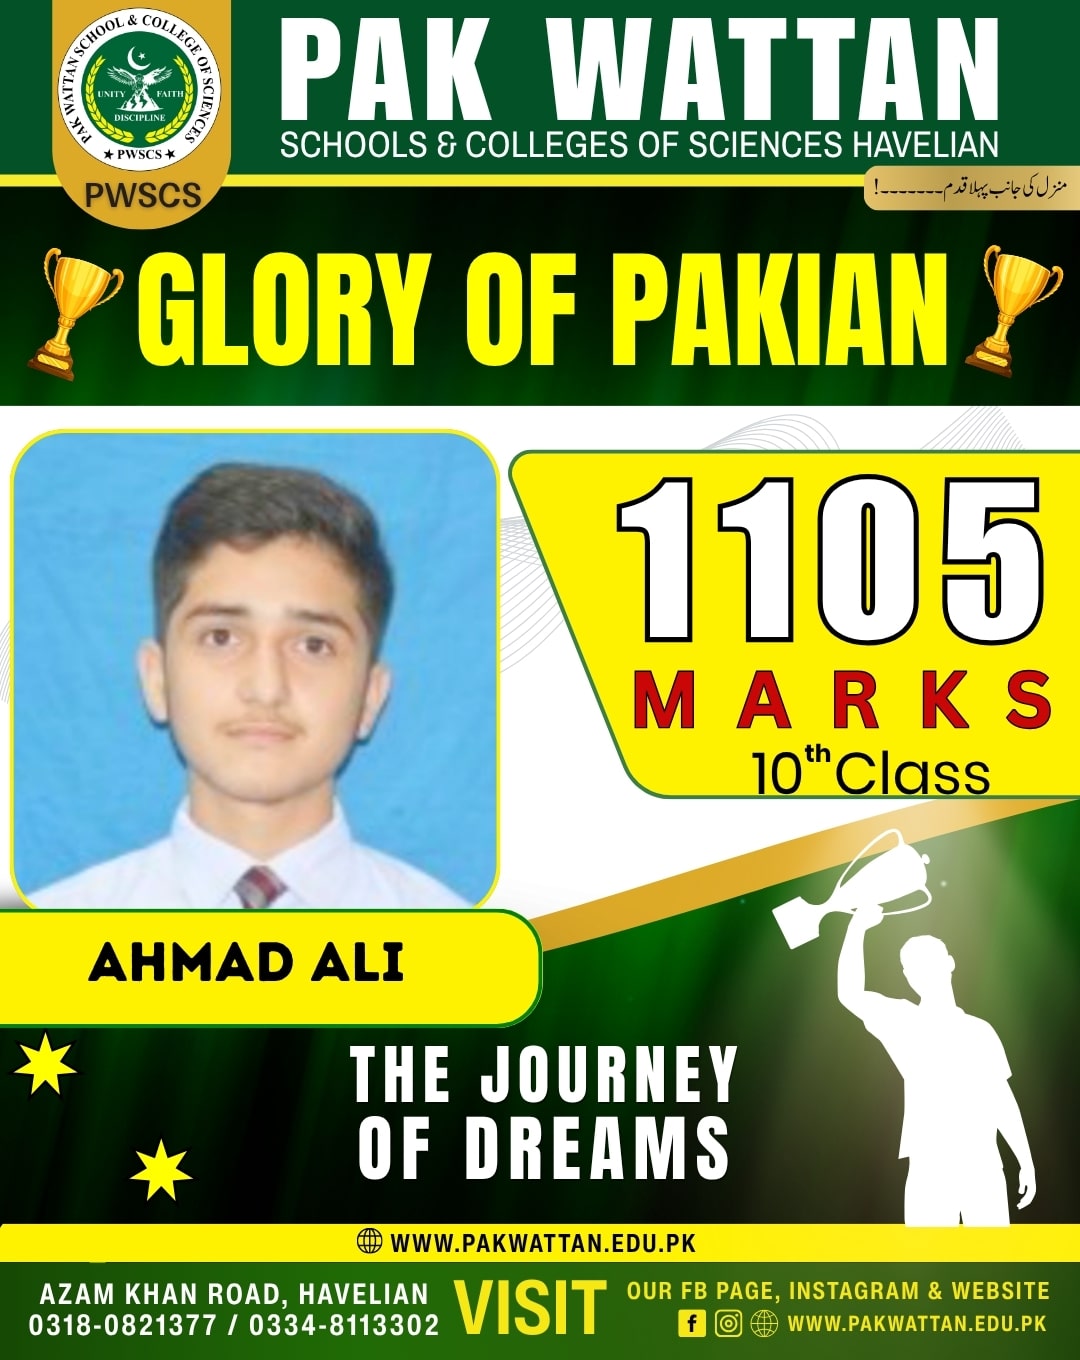 PAK WATTAN SCHOOL & COLLEGE OF SCIENCES
UNITY FAITH
DISCIPLINE
★ PWSCS ★
PWSCS
PAK WATTAN
SCHOOLS & COLLEGES OF SCIENCES HAVELIAN
منزل کی جانب پہلا قدم-------!
GLORY OF PAKIAN
1105
MARKS
10th Class
AHMAD ALI
THE JOURNEY
OF DREAMS
WWW.PAKWATTAN.EDU.PK
AZAM KHAN ROAD, HAVELIAN
0318-0821377 / 0334-8113302
VISIT
OUR FB PAGE, INSTAGRAM & WEBSITE
WWW.PAKWATTAN.EDU.PK